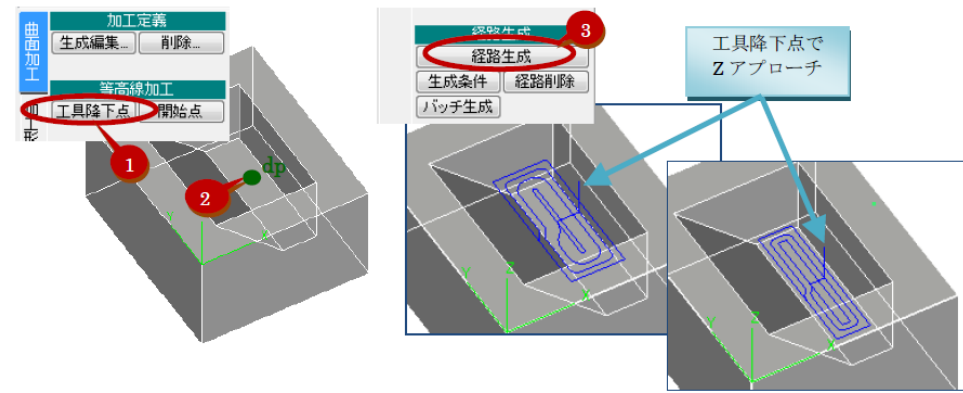 加工定義
曲面加工
生成編集... 削除...
等高線加工
工具降下点 開始点
1
2
dp
Y
X
3
経路生成
経路生成
生成条件 経路削除
バッチ生成
工具降下点で
Z アプローチ
Y
Z
X
Y
Z
X